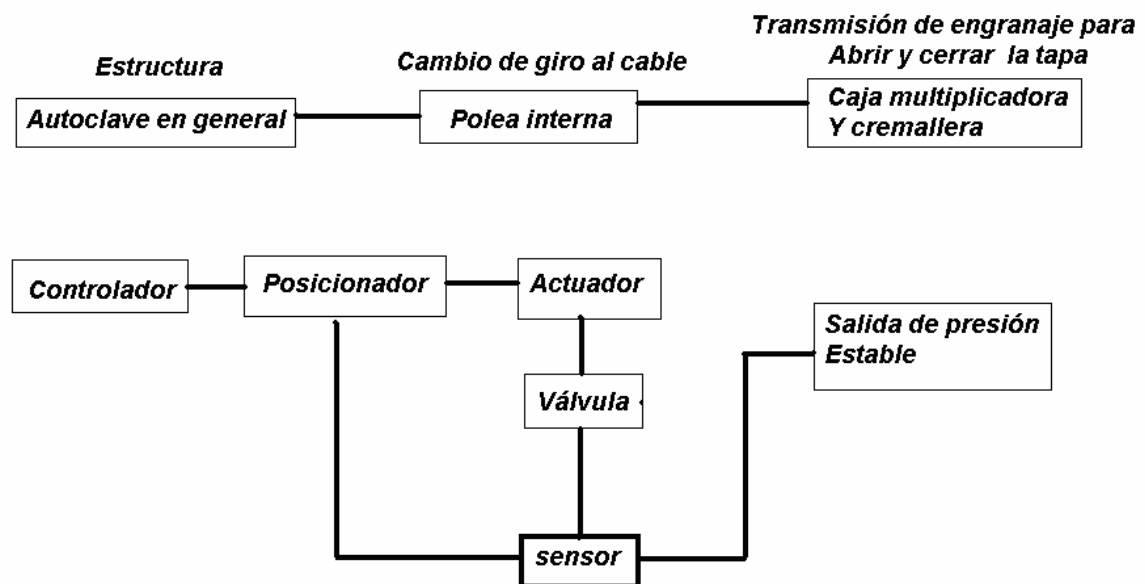 Estructura
Autoclave en general
Cambio de giro al cable
Polea interna
Transmisión de engranaje para
Abrir y cerrar la tapa
Caja multiplicadora
Y cremallera
Controlador
Posicionador
Actuador
Válvula
sensor
Salida de presión
Estable